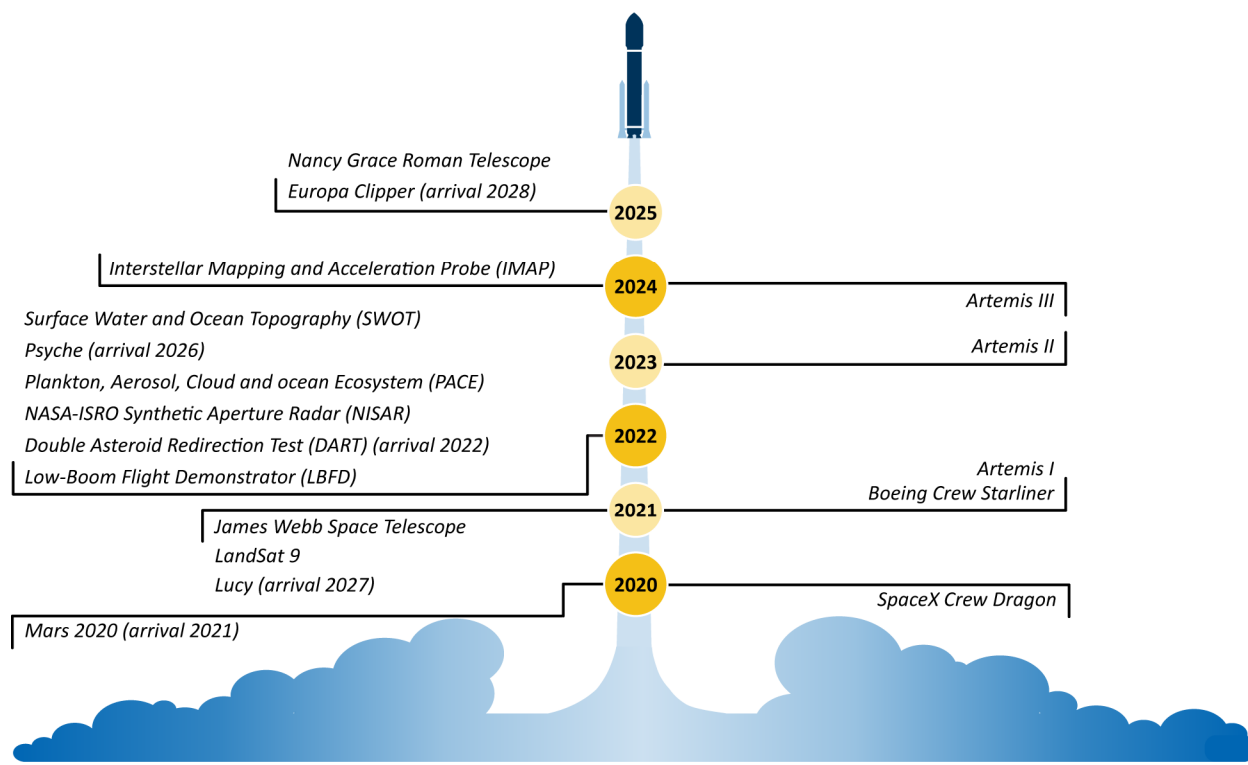 Nancy Grace Roman Telescope
Europa Clipper (arrival 2028)
2025
Interstellar Mapping and Acceleration Probe (IMAP)
2024
Artemis III
Surface Water and Ocean Topography (SWOT)
Psyche (arrival 2026)
Plankton, Aerosol, Cloud and ocean Ecosystem (PACE)
NASA-ISRO Synthetic Aperture Radar (NISAR)
Double Asteroid Redirection Test (DART) (arrival 2022)
Low-Boom Flight Demonstrator (LBFD)
2023
Artemis II
2022
Artemis I
Boeing Crew Starliner
2021
James Webb Space Telescope
LandSat 9
Lucy (arrival 2027)
2020
SpaceX Crew Dragon
Mars 2020 (arrival 2021)